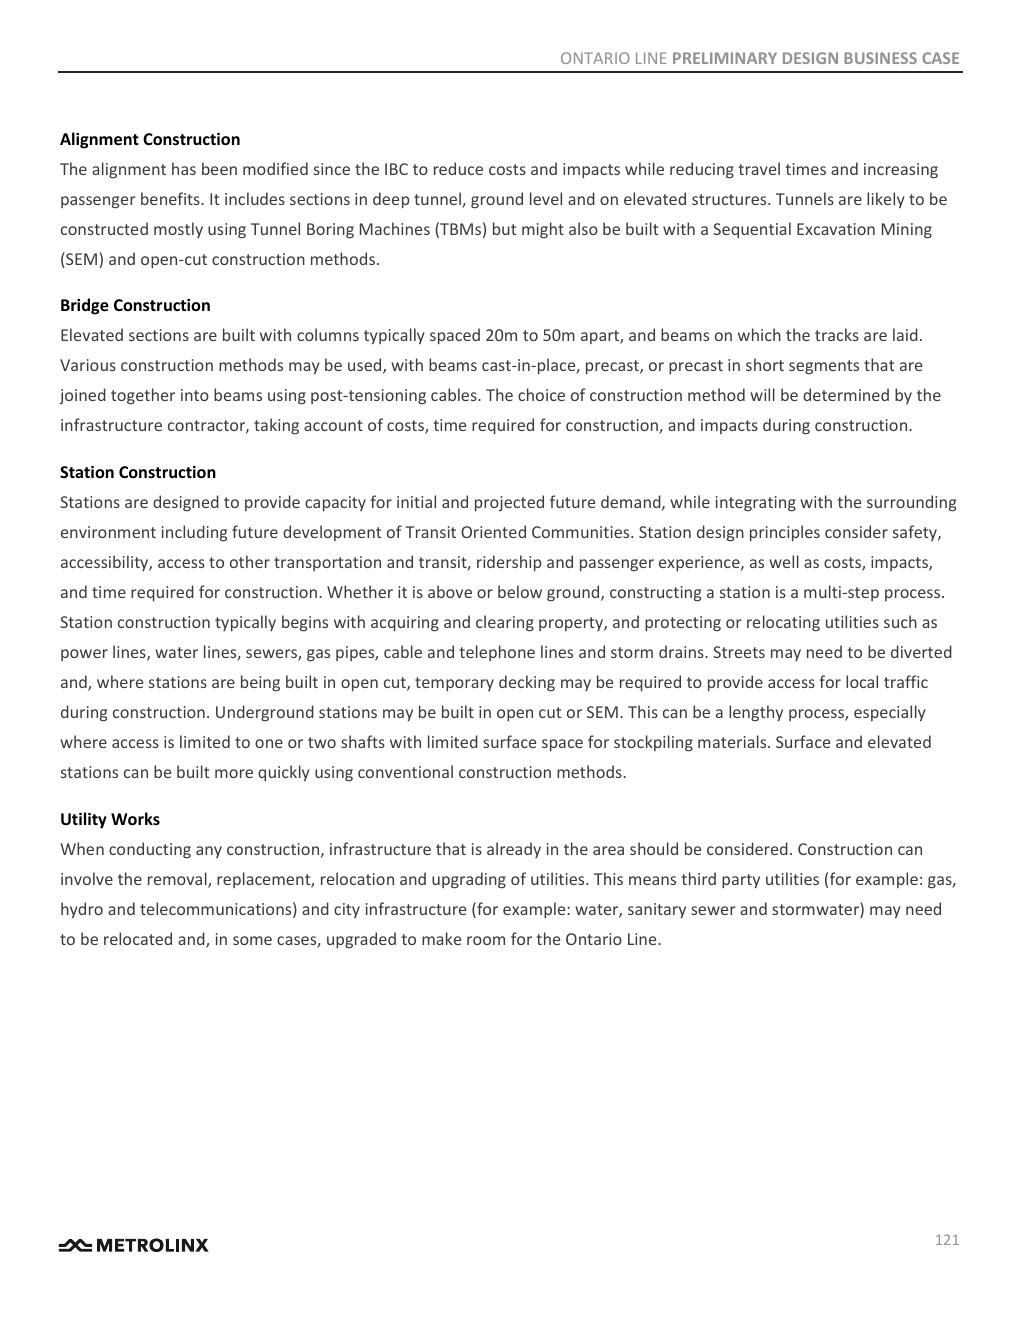 ONTARIO LINE PRELIMINARY DESIGN BUSINESS CASE
Alignment Construction
The alignment has been modified since the IBC to reduce costs and impacts while reducing travel times and increasing
passenger benefits. It includes sections in deep tunnel, ground level and on elevated structures. Tunnels are likely to be
constructed mostly using Tunnel Boring Machines (TBMs) but might also be built with a Sequential Excavation Mining
(SEM) and open-cut construction methods.
Bridge Construction
Elevated sections are built with columns typically spaced 20m to 50m apart, and beams on which the tracks are laid.
Various construction methods may be used, with beams cast-in-place, precast, or precast in short segments that are
joined together into beams using post-tensioning cables. The choice of construction method will be determined by the
infrastructure contractor, taking account of costs, time required for construction, and impacts during construction.
Station Construction
Stations are designed to provide capacity for initial and projected future demand, while integrating with the surrounding
environment including future development of Transit Oriented Communities. Station design principles consider safety,
accessibility, access to other transportation and transit, ridership and passenger experience, as well as costs, impacts,
and time required for construction. Whether it is above or below ground, constructing a station is a multi-step process.
Station construction typically begins with acquiring and clearing property, and protecting or relocating utilities such as
power lines, water lines, sewers, gas pipes, cable and telephone lines and storm drains. Streets may need to be diverted
and, where stations are being built in open cut, temporary decking may be required to provide access for local traffic
during construction. Underground stations may be built in open cut or SEM. This can be a lengthy process, especially
where access is limited to one or two shafts with limited surface space for stockpiling materials. Surface and elevated
stations can be built more quickly using conventional construction methods.
Utility Works
When conducting any construction, infrastructure that is already in the area should be considered. Construction can
involve the removal, replacement, relocation and upgrading of utilities. This means third party utilities (for example: gas,
hydro and telecommunications) and city infrastructure (for example: water, sanitary sewer and stormwater) may need
to be relocated and, in some cases, upgraded to make room for the Ontario Line.
METROLINX
121